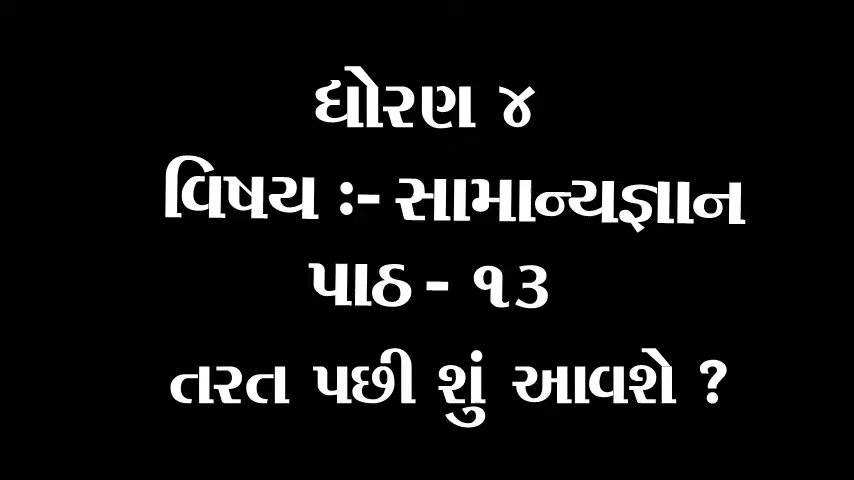 ધોરણ ૪
વિષય ઃ- સામાન્યજ્ઞાન
પાઠ - ૧૩
તરત પછી શું આવશે ?